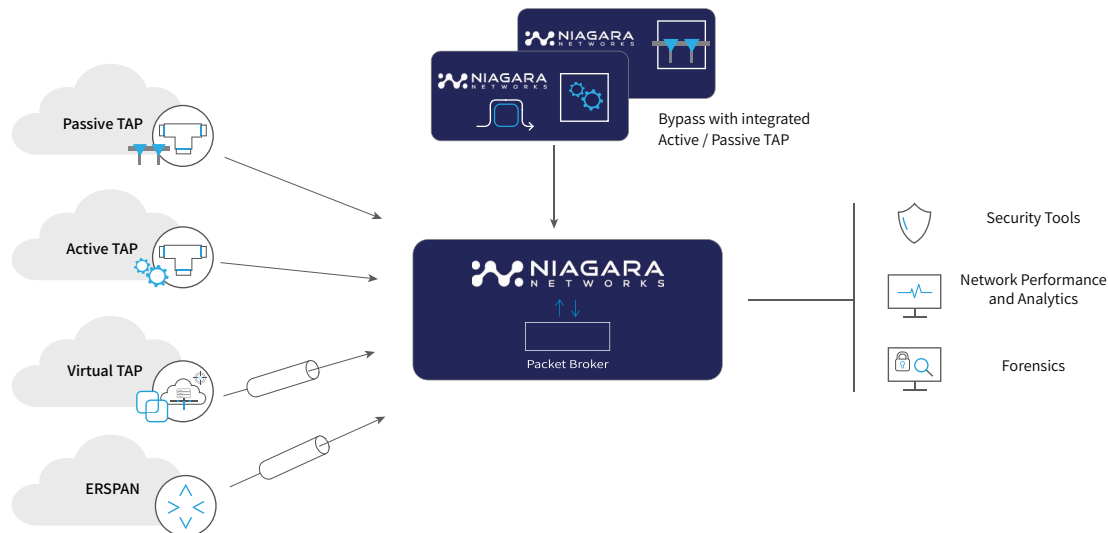 NIAGARA
NETWORKS
NIAGARA
NETWORKS
Bypass with integrated
Active / Passive TAP
Passive TAP
Active TAP
Virtual TAP
ERSPAN
NIAGARA
NETWORKS
Packet Broker
Security Tools
Network Performance
and Analytics
Forensics